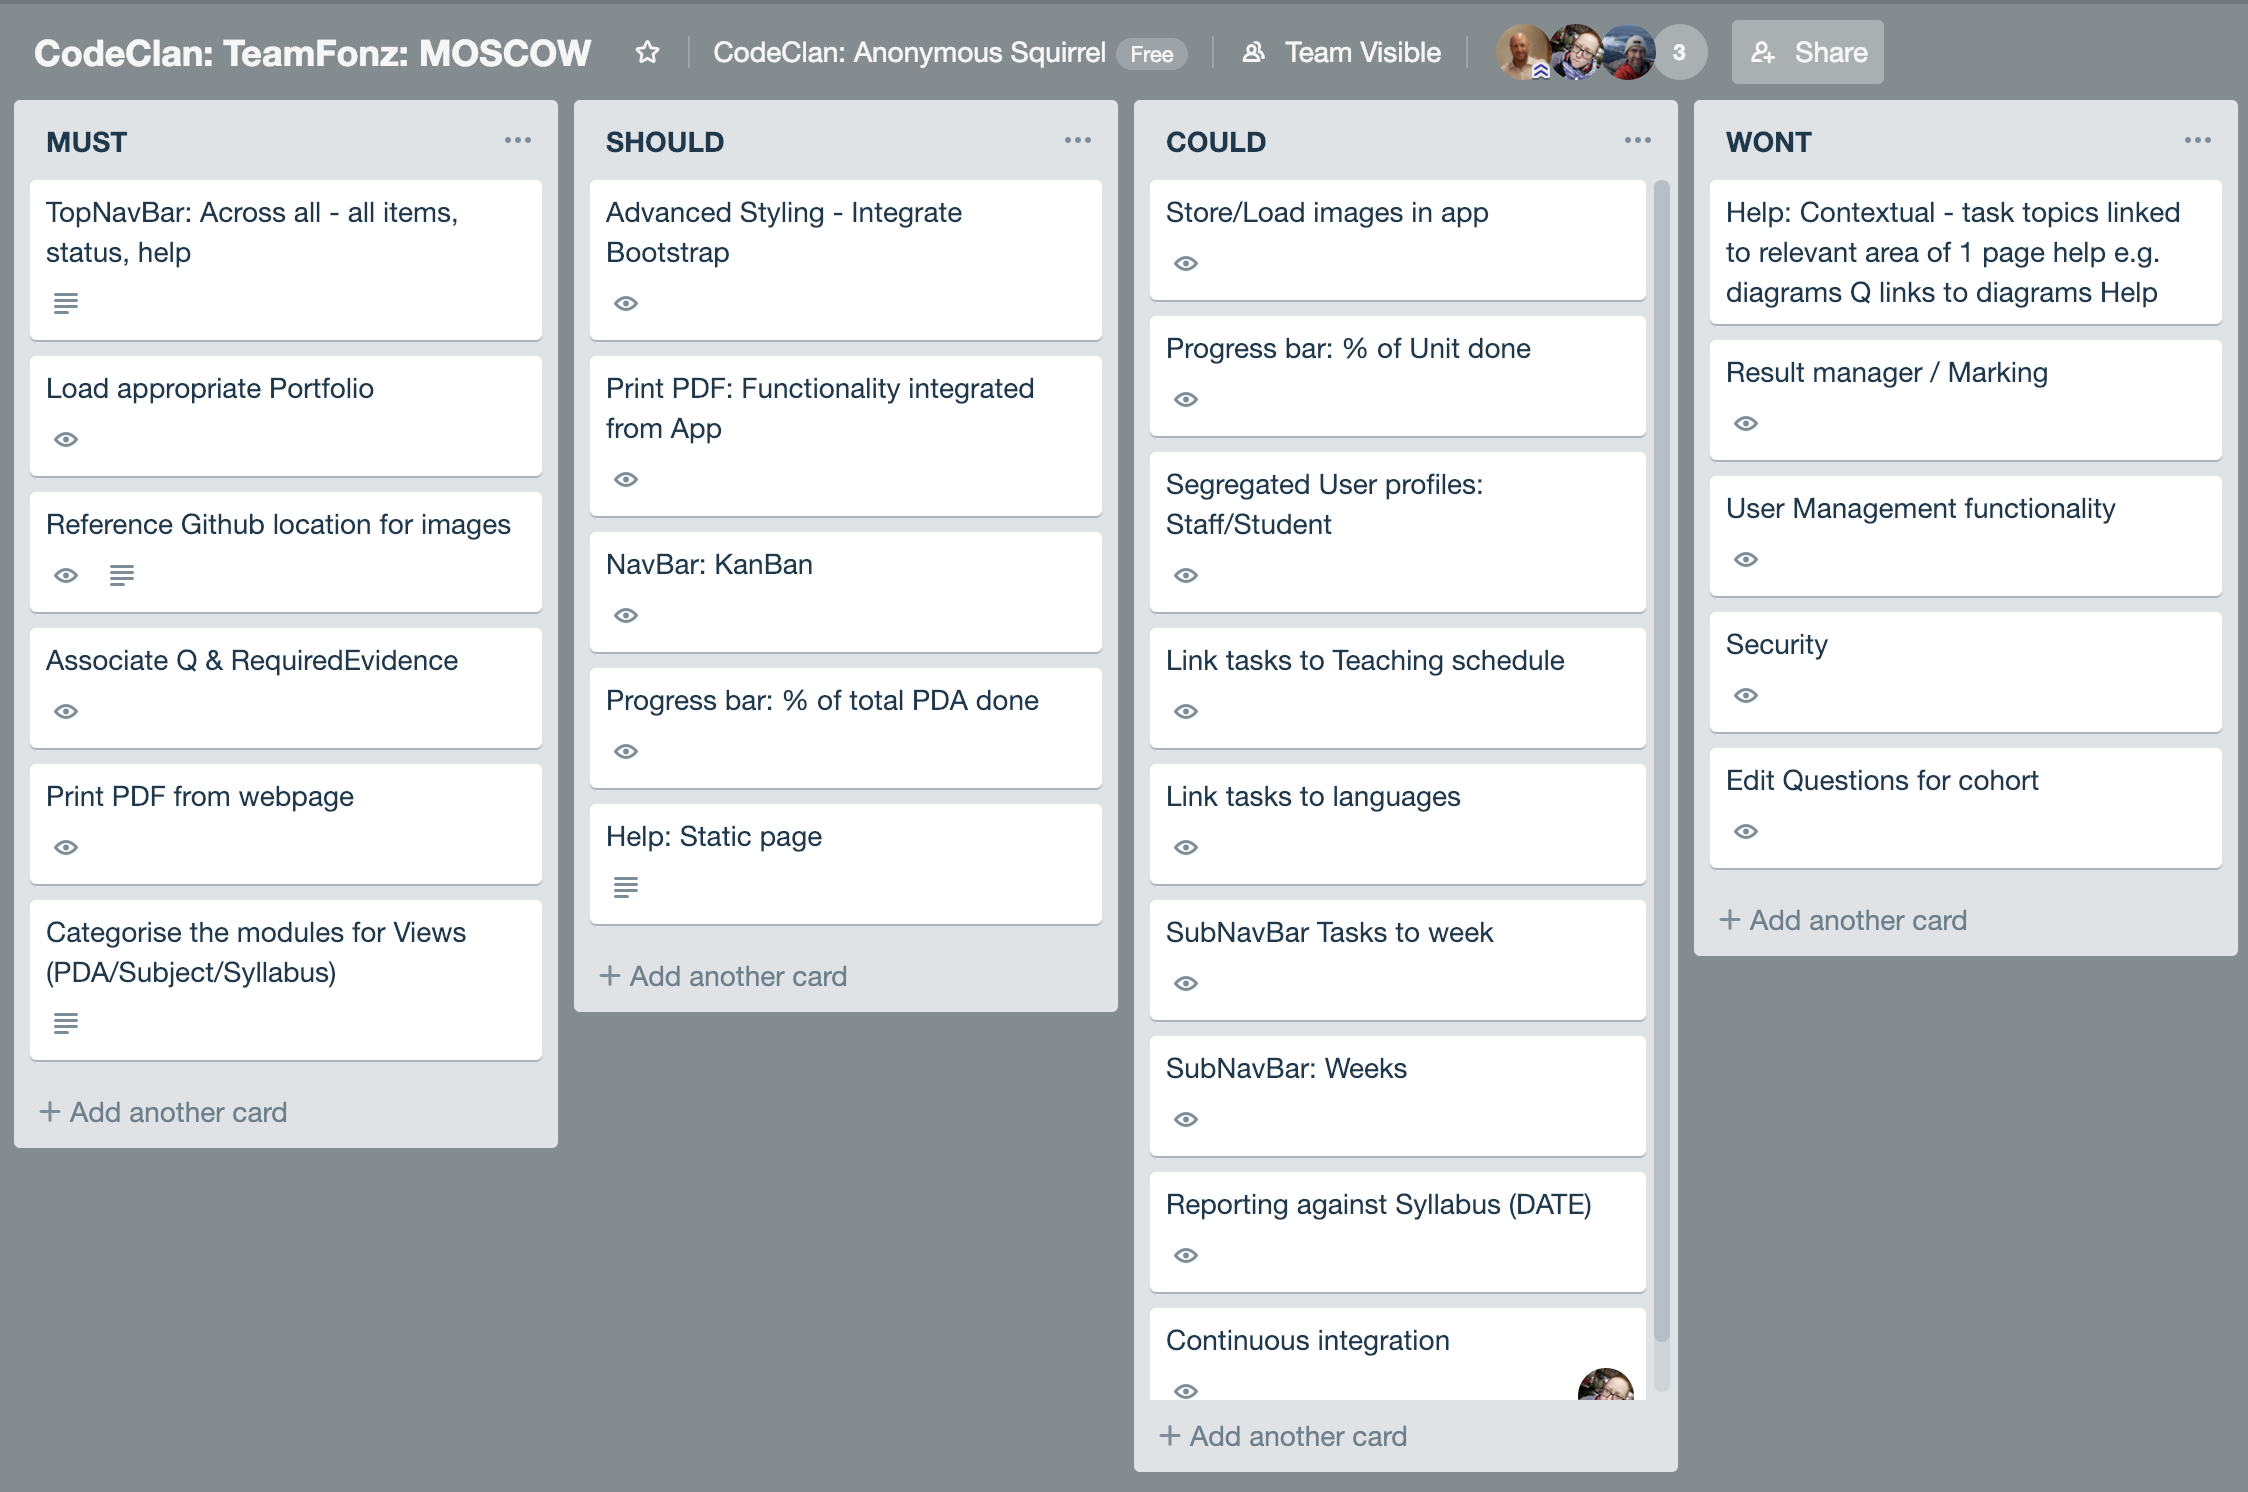 CodeClan: TeamFonz: MOSCOW
CodeClan: Anonymous Squirrel Free
Team Visible
3
Share
MUST
TopNavBar: Across all - all items,
status, help
Load appropriate Portfolio
Reference Github location for images
Associate Q & RequiredEvidence
Print PDF from webpage
Categorise the modules for Views
(PDA/Subject/Syllabus)
+ Add another card
SHOULD
Advanced Styling - Integrate
Bootstrap
Print PDF: Functionality integrated
from App
NavBar: KanBan
Progress bar: % of total PDA done
Help: Static page
+ Add another card
COULD
Store/Load images in app
Progress bar: % of Unit done
Segregated User profiles:
Staff/Student
Link tasks to Teaching schedule
Link tasks to languages
SubNavBar Tasks to week
SubNavBar: Weeks
Reporting against Syllabus (DATE)
Continuous integration
+ Add another card
WONT
Help: Contextual - task topics linked
to relevant area of 1 page help e.g.
diagrams Q links to diagrams Help
Result manager / Marking
User Management functionality
Security
Edit Questions for cohort
+ Add another card